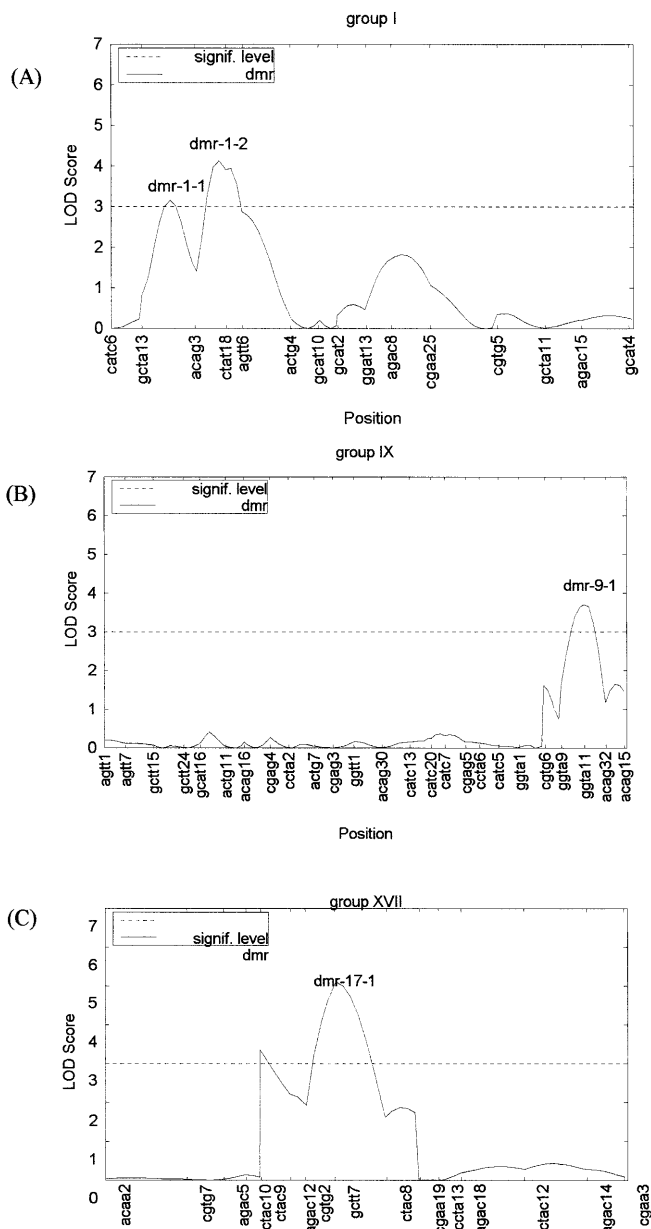 group I
(A)
7
6
5
4
3
2
1
0
signif. level
dmr
dmr-1-1
dmr-1-2
LOD Score
catc6
gcta13
acag3
ctat18
agtt6
actg4
gcat10
gcat2
ggat13
agac8
cgaa25
cgtg5
gcta11
agac15
gcat4
Position
group IX
(B)
7
6
5
4
3
2
1
0
signif. level
dmr
dmr-9-1
LOD Score
agtt1
agtt7
gctt15
gctt24
gcat16
actg11
acag16
cgag4
ccta2
actg7
cgag3
ggtt1
acag30
catc13
catc20
catc7
cgag5
ccta6
catc5
ggta1
cgtg6
ggta9
ggta11
acag32
acag15
Position
group XVII
(C)
7
6
5
4
3
2
1
0
signif. level
dmr
dmr-17-1
LOD Score
acaa2
cgtg7
agac5
ctac10
ctac9
agac12
cgtg2
gctt7
ctac8
cgaa19
ccta13
agac18
ctac12
agac14
cgaa3